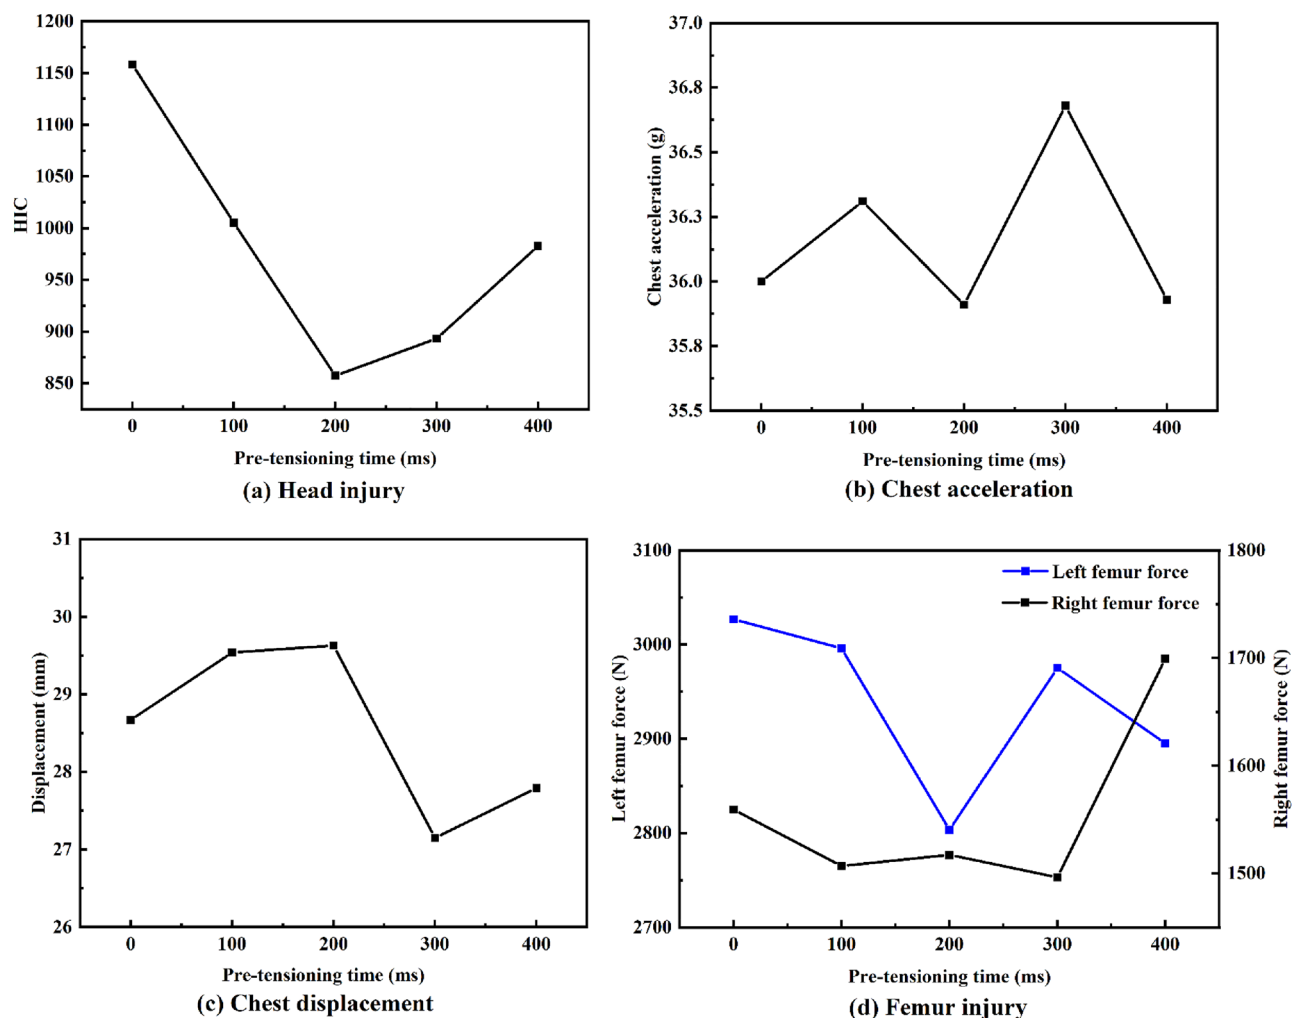 1200
1150
1100
1050
1000
950
900
850
HIC
0 100 200 300 400
Pre-tensioning time (ms)
(a) Head injury
37.0
36.8
36.5
36.3
36.0
35.8
35.5
Chest acceleration (g)
0 100 200 300 400
Pre-tensioning time (ms)
(b) Chest acceleration
31
30
29
28
27
26
Displacement (mm)
0 100 200 300 400
Pre-tensioning time (ms)
(c) Chest displacement
3100
3000
2900
2800
2700
Left femur force (N)
Left femur force
Right femur force
1800
1700
1600
1500
Right femur force (N)
0 100 200 300 400
Pre-tensioning time (ms)
(d) Femur injury